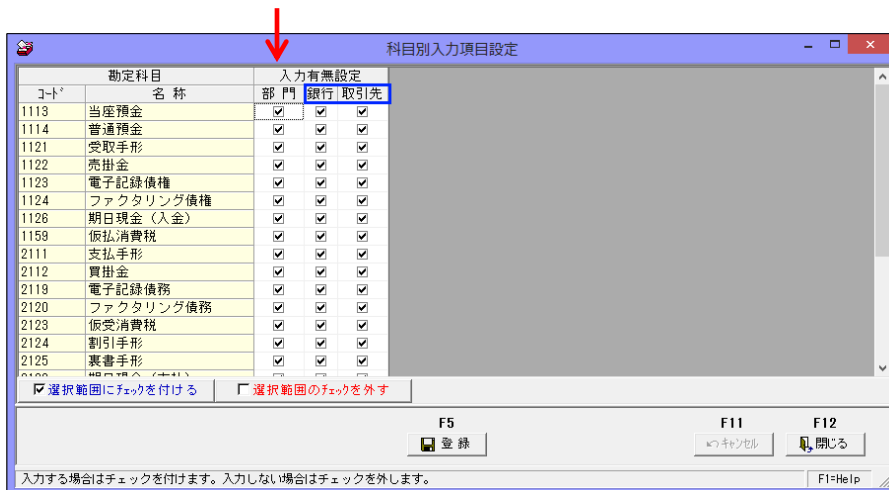 科目別入力項目設定
勘定科目 入力有無設定
ｺｰﾄﾞ 名 称 部 門 銀行 取引先
1113 当座預金
1114 普通預金
1121 受取手形
1122 売掛金
1123 電子記録債権
1124 ファクタリング債権
1126 期日現金（入金）
1159 仮払消費税
2111 支払手形
2112 買掛金
2119 電子記録債務
2120 ファクタリング債務
2123 仮受消費税
2124 割引手形
2125 裏書手形
選択範囲にﾁｪｯｸを付ける 選択範囲のﾁｪｯｸを外す
F5 F11 F12
登録 ｷｬﾝｾﾙ 閉じる
入力する場合はチェックを付けます。入力しない場合はチェックを外します。 F1=Help